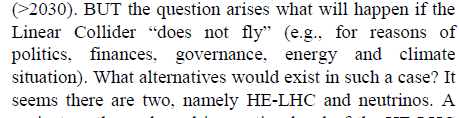 (>2030). BUT the question arises what will happen if the
Linear Collider “does not fly” (e.g., for reasons of
politics, finances, governance, energy and climate
situation). What alternatives would exist in such a case? It
seems there are two, namely HE-LHC and neutrinos. A